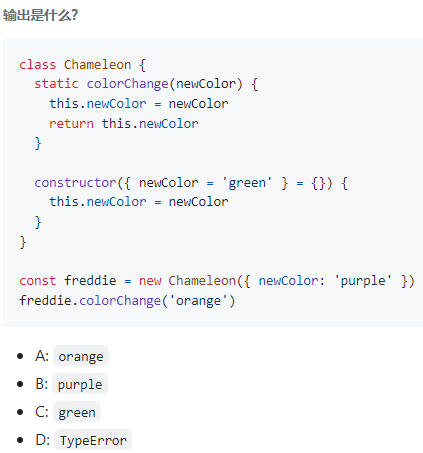 输出是什么？
class Chameleon {
  static colorChange(newColor) {
    this.newColor = newColor
    return this.newColor
  }

  constructor({ newColor = 'green' } = {}) {
    this.newColor = newColor
  }
}

const freddie = new Chameleon({ newColor: 'purple' })
freddie.colorChange('orange')
• A: orange
• B: purple
• C: green
• D: TypeError